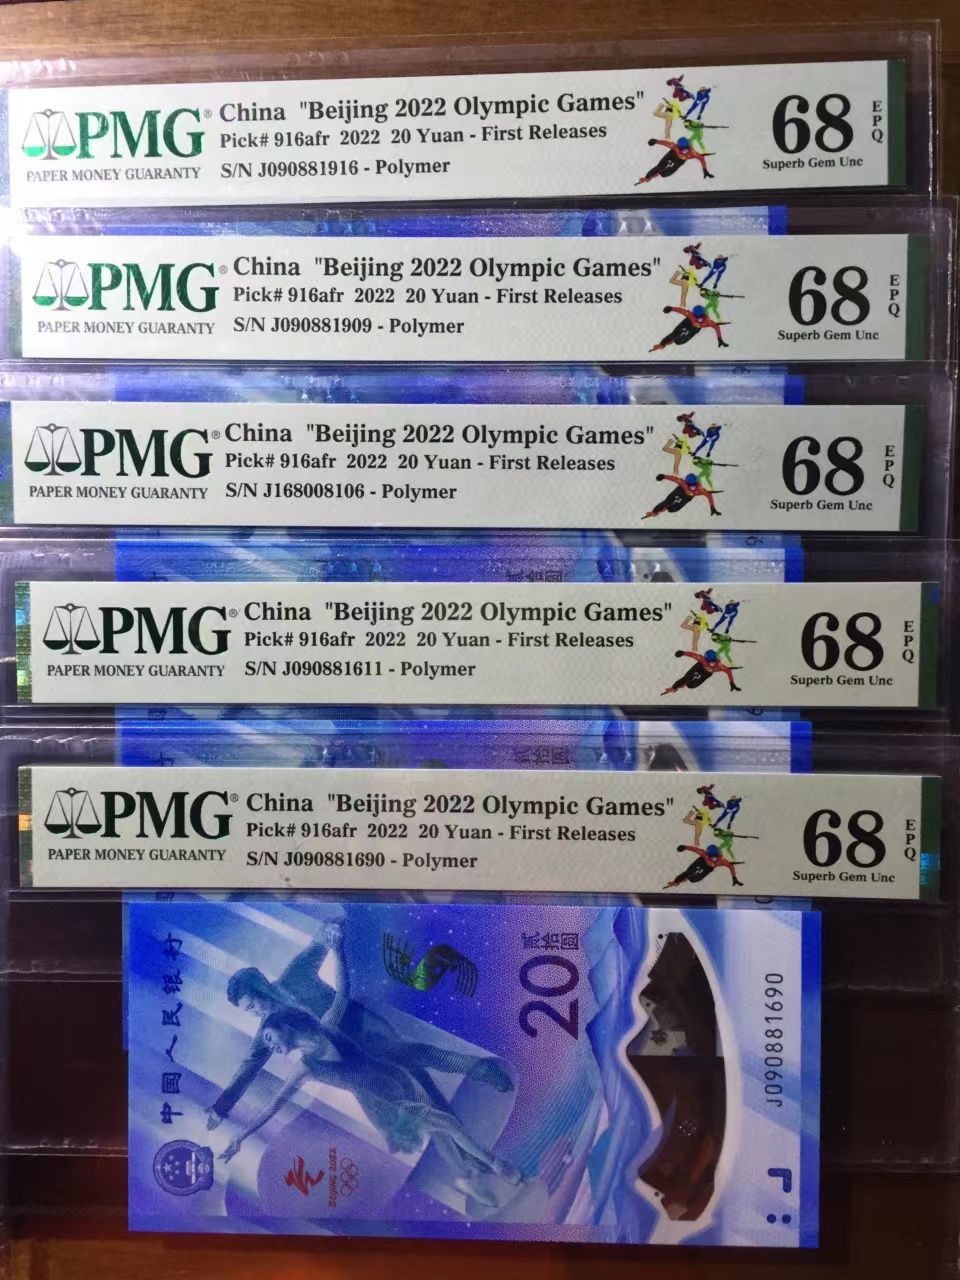 PMG® China "Beijing 2022 Olympic Games"
Pick# 916afr 2022 20 Yuan - First Releases
PAPER MONEY GUARANTY S/N J090881916 - Polymer
68 EPQ
Superb Gem Unc
PMG® China "Beijing 2022 Olympic Games"
Pick# 916afr 2022 20 Yuan - First Releases
PAPER MONEY GUARANTY S/N J090881909 - Polymer
68 EPQ
Superb Gem Unc
PMG® China "Beijing 2022 Olympic Games"
Pick# 916afr 2022 20 Yuan - First Releases
PAPER MONEY GUARANTY S/N J168008106 - Polymer
68 EPQ
Superb Gem Unc
贰拾圆
PMG® China "Beijing 2022 Olympic Games"
Pick# 916afr 2022 20 Yuan - First Releases
PAPER MONEY GUARANTY S/N J090881611 - Polymer
68 EPQ
Superb Gem Unc
贰拾圆
PMG® China "Beijing 2022 Olympic Games"
Pick# 916afr 2022 20 Yuan - First Releases
PAPER MONEY GUARANTY S/N J090881690 - Polymer
68 EPQ
Superb Gem Unc
中国人民银行
贰拾圆
20
J090881690
BEIJING 2022